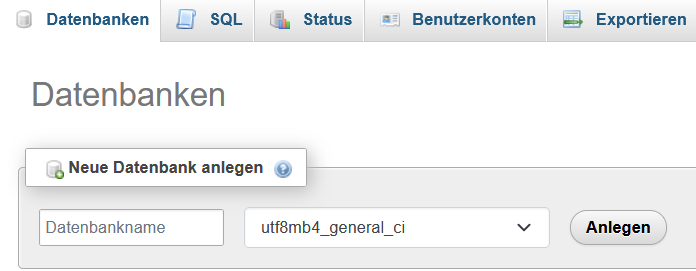 Datenbanken SQL Status Benutzerkonten Exportieren
Datenbanken
Neue Datenbank anlegen
Datenbankname utf8mb4_general_ci Anlegen